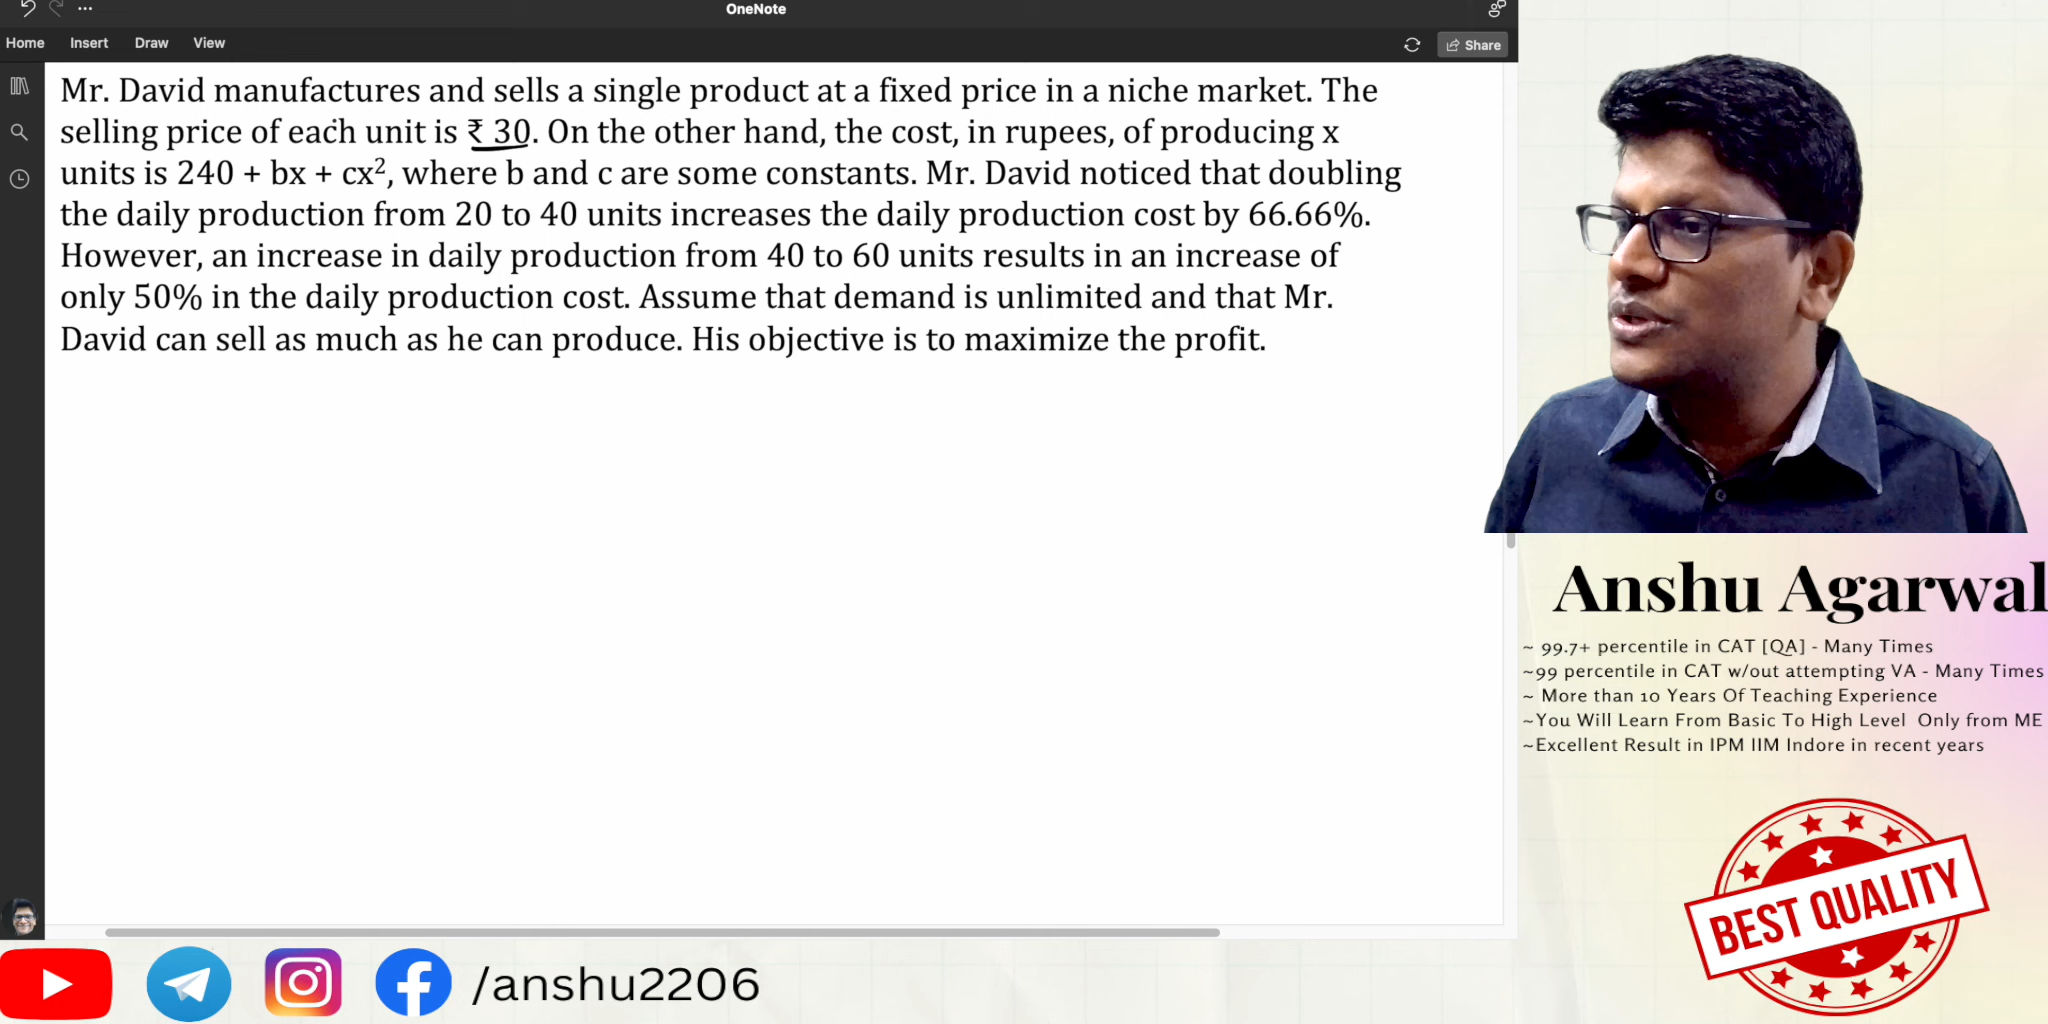 OneNote
Home Insert Draw View
Share
Mr. David manufactures and sells a single product at a fixed price in a niche market. The
selling price of each unit is ₹ 30. On the other hand, the cost, in rupees, of producing x
units is 240 + bx + cx², where b and c are some constants. Mr. David noticed that doubling
the daily production from 20 to 40 units increases the daily production cost by 66.66%.
However, an increase in daily production from 40 to 60 units results in an increase of
only 50% in the daily production cost. Assume that demand is unlimited and that Mr.
David can sell as much as he can produce. His objective is to maximize the profit.
Anshu Agarwal
~ 99.7+ percentile in CAT [QA] - Many Times
~99 percentile in CAT w/out attempting VA - Many Times
~ More than 10 Years Of Teaching Experience
~You Will Learn From Basic To High Level Only from ME
~Excellent Result in IPM IIM Indore in recent years
BEST QUALITY
/anshu2206